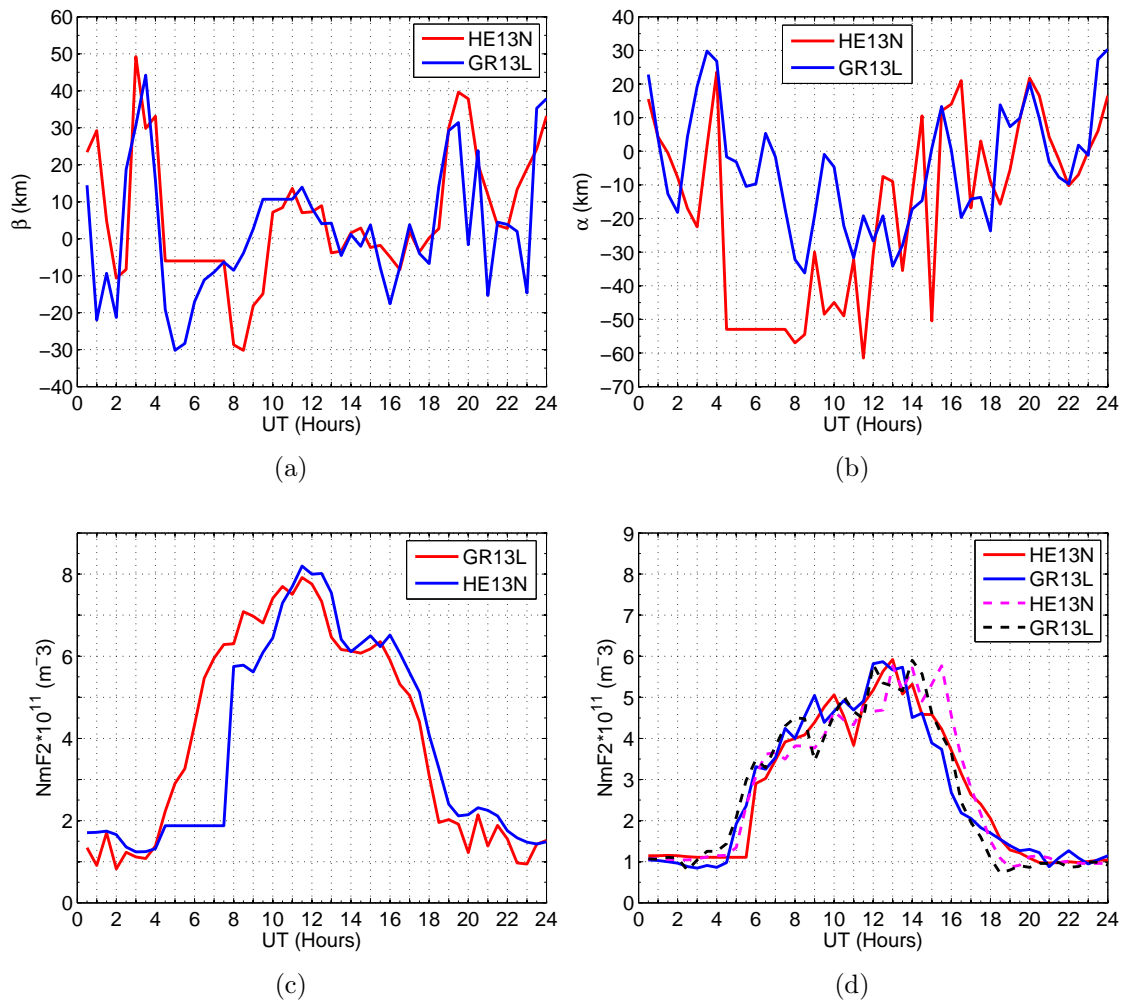 60
50
40
30
20
10
0
−10
−20
−30
−40
β (km)
0 2 4 6 8 10 12 14 16 18 20 22 24
UT (Hours)
HE13N
GR13L
(a)
40
30
20
10
0
−10
−20
−30
−40
−50
−60
−70
α (km)
0 2 4 6 8 10 12 14 16 18 20 22 24
UT (Hours)
HE13N
GR13L
(b)
8
6
4
2
0
NmF2*10^11 (m^−3)
0 2 4 6 8 10 12 14 16 18 20 22 24
UT (Hours)
GR13L
HE13N
(c)
9
8
7
6
5
4
3
2
1
0
NmF2*10^11 (m^−3)
0 2 4 6 8 10 12 14 16 18 20 22 24
UT (Hours)
HE13N
GR13L
HE13N
GR13L
(d)